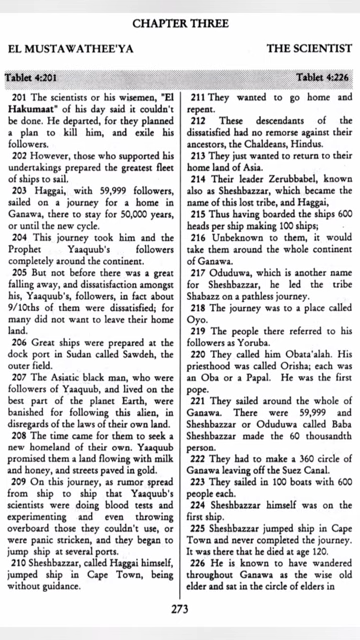 CHAPTER THREE
EL MUSTAWATHEE'YA
THE SCIENTIST
Tablet 4:201
Tablet 4:226
201 The scientists or his wisemen, "El
Hakumaat" of his day said it couldn't
be done. He departed, for they planned
a plan to kill him, and exile his
followers.
202 However, those who supported his
undertakings prepared the greatest fleet
of ships to sail.
203 Haggai, with 59,999 followers,
sailed on a journey for a home in
Ganawa, there to stay for 50,000 years,
or until the new cycle.
204 This journey took him and the
Prophet Yaaquub's followers
completely around the continent.
205 But not before there was a great
falling away, and dissatisfaction amongst
his, Yaaquub's, followers, in fact about
9/10ths of them were dissatisfied; for
many did not want to leave their home
land.
206 Great ships were prepared at the
dock port in Sudan called Sawdeh, the
outer field.
207 The Asiatic black man, who were
followers of Yaaquub, and lived on the
best part of the planet Earth, were
banished for following this alien, in
disregards of the laws of their own land.
208 The time came for them to seek a
new homeland of their own. Yaaquub
promised them a land flowing with milk
and honey, and streets paved in gold.
209 On this journey, as rumor spread
from ship to ship that Yaaquub's
scientists were doing blood tests and
experimenting and even throwing
overboard those they couldn't use, or
were panic stricken, and they began to
jump ship at several ports.
210 Sheshbazzar, called Haggai himself,
jumped ship in Cape Town, being
without guidance.
211 They wanted to go home and
repent.
212 These descendants of the
dissatisfied had no remorse against their
ancestors, the Chaldeans, Hindus.
213 They just wanted to return to their
home land of Asia.
214 Their leader Zerubbabel, known
also as Sheshbazzar, which became the
name of this lost tribe, and Haggai,
215 Thus having boarded the ships 600
heads per ship making 100 ships;
216 Unbeknown to them, it would
take them around the whole continent
of Ganawa.
217 Oduduwa, which is another name
for Sheshbazzar, he led the tribe
Shabazz on a pathless journey.
218 The journey was to a place called
Oyo.
219 The people there referred to his
followers as Yoruba.
220 They called him Obata'alah. His
priesthood was called Orisha; each was
an Oba or a Papal. He was the first
pope.
221 They sailed around the whole of
Ganawa. There were 59,999 and
Sheshbazzar or Oduduwa called Baba
Sheshbazzar made the 60 thousandth
person.
222 They had to make a 360 circle of
Ganawa leaving off the Suez Canal.
223 They sailed in 100 boats with 600
people each.
224 Sheshbazzar himself was on the
first ship.
225 Sheshbazzar jumped ship in Cape
Town and never completed the journey.
It was there that he died at age 120.
226 He is known to have wandered
throughout Ganawa as the wise old
elder and sat in the circle of elders in
273